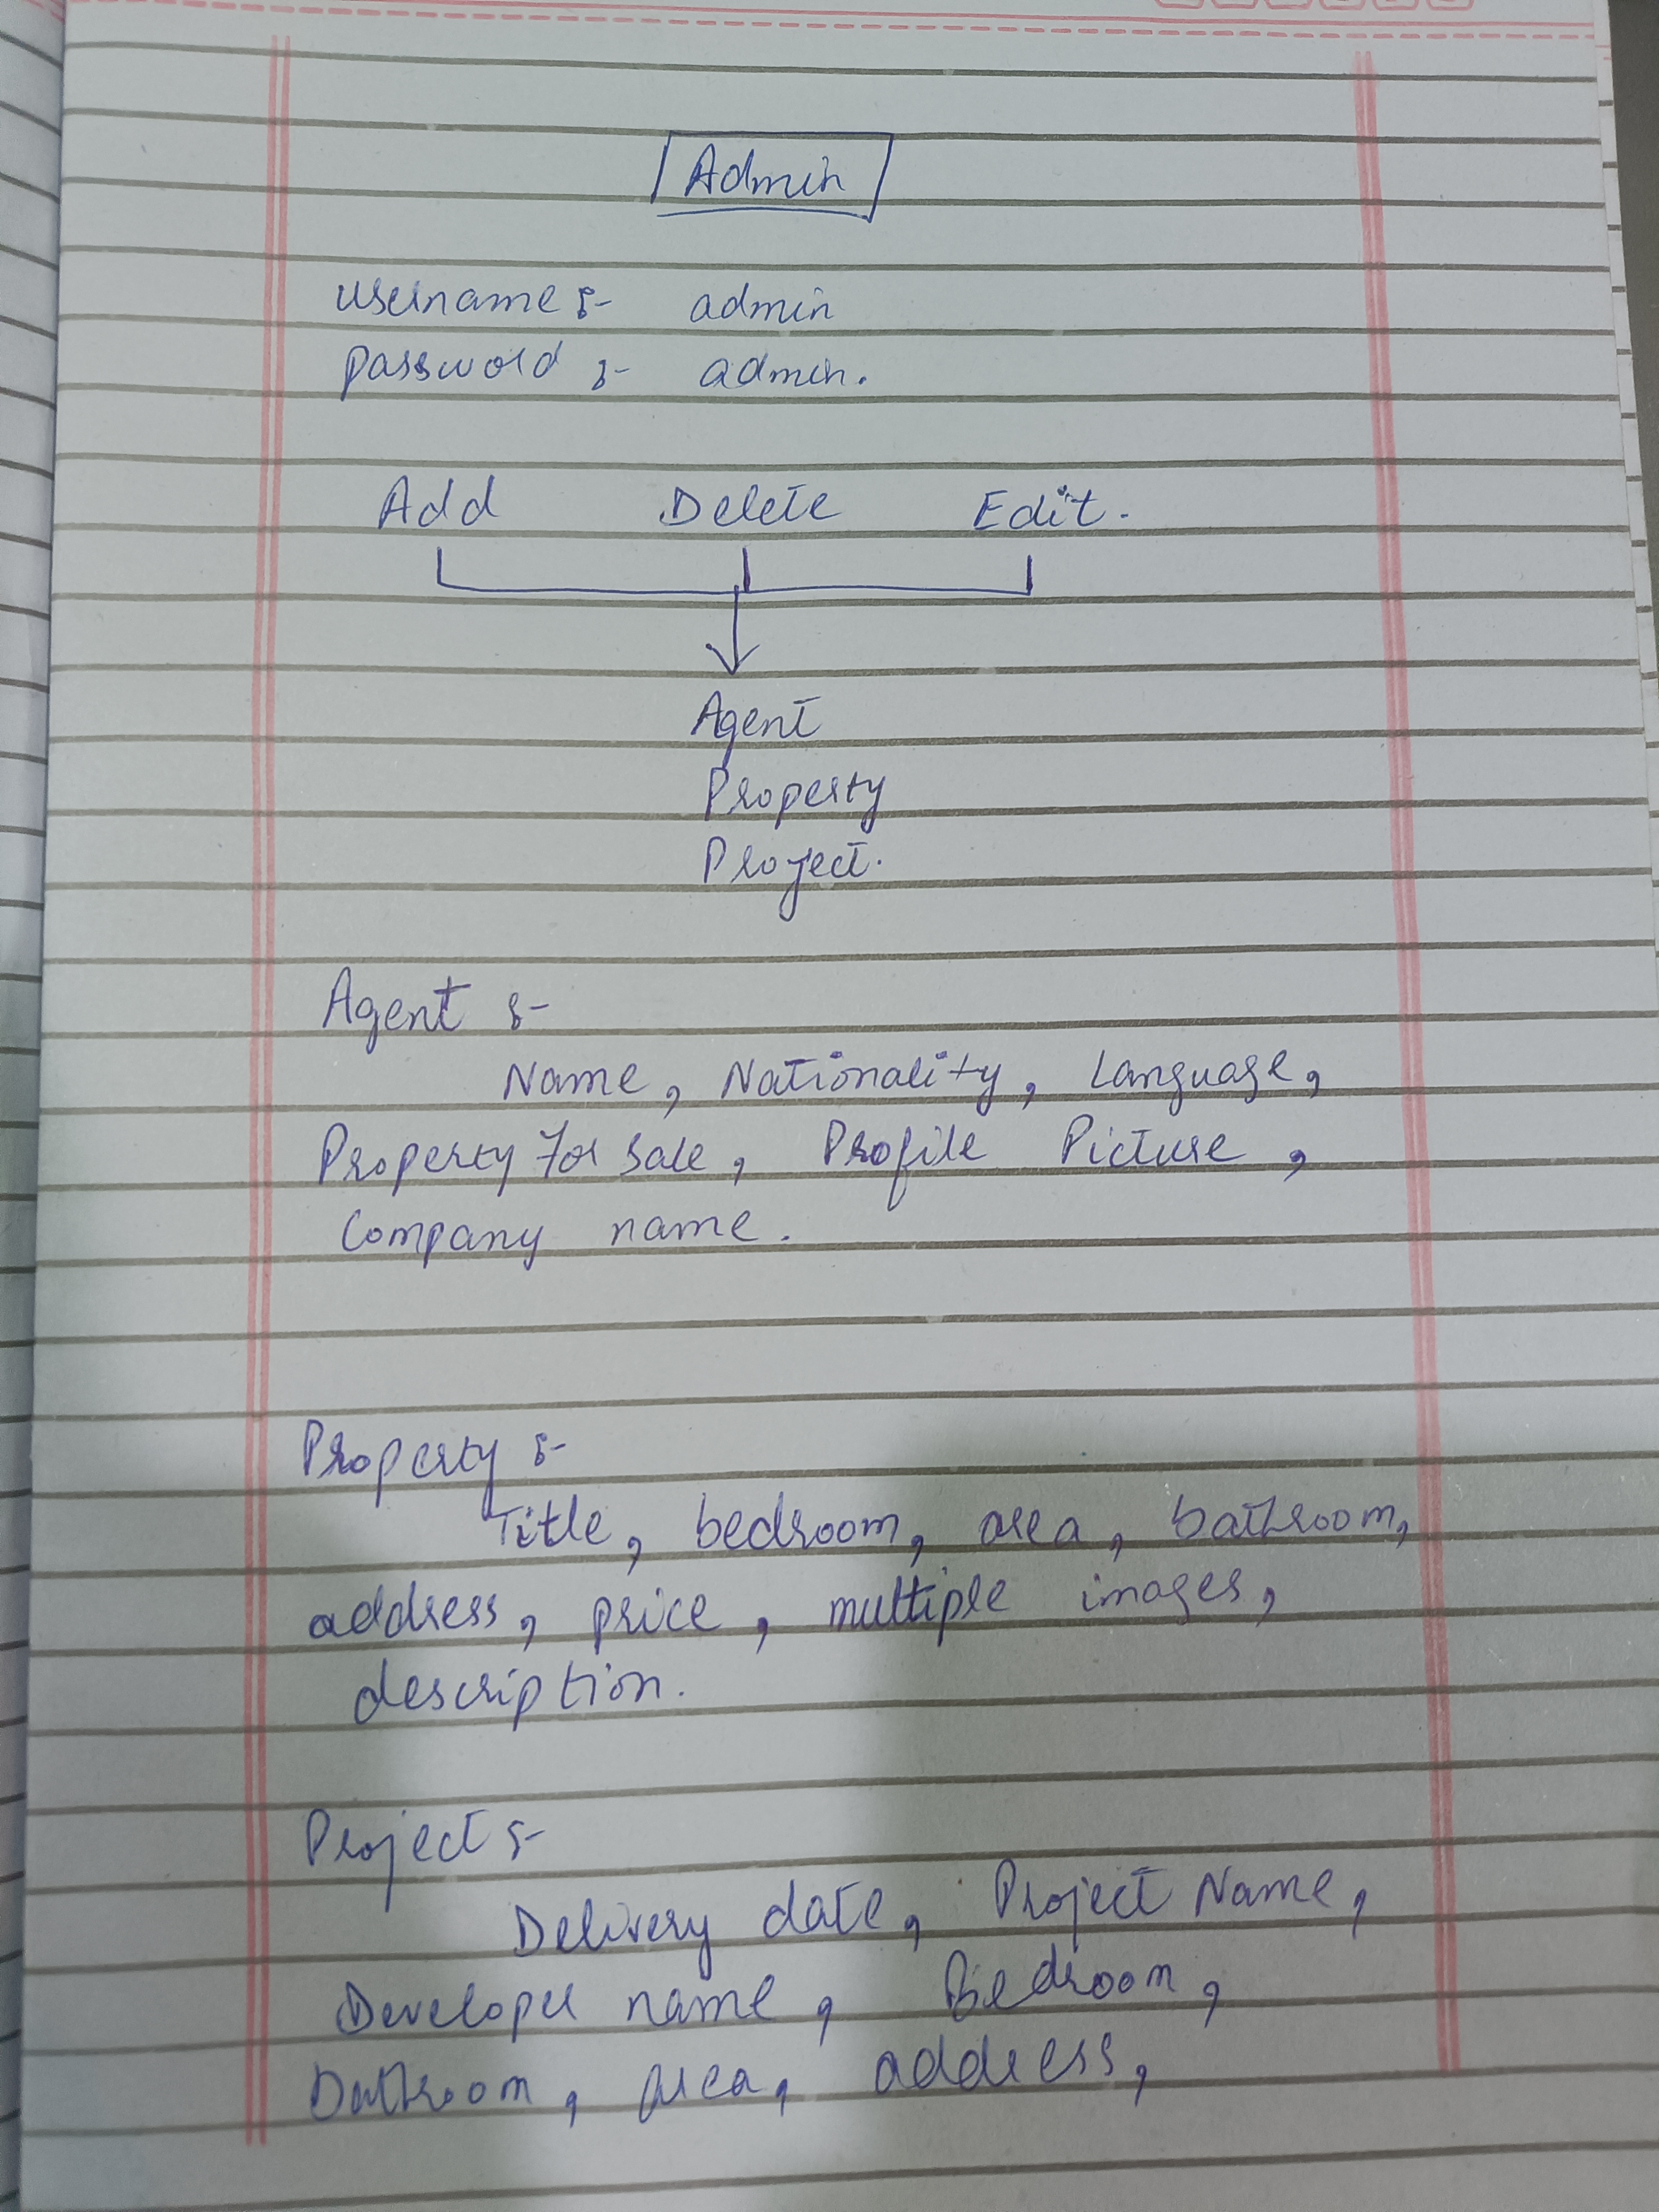 Admin
username :- admin
password :- admin.
Add Delete Edit.
Agent
Property
Project.
Agent :-
Name, Nationality, Language,
Property for sale, Profile Picture,
Company name.
Property :-
Title, bedroom, area, bathroom,
address, price, multiple images,
description.
Project :-
Delivery date, Project Name,
Developer name, Bedroom,
Bathroom, area, address,